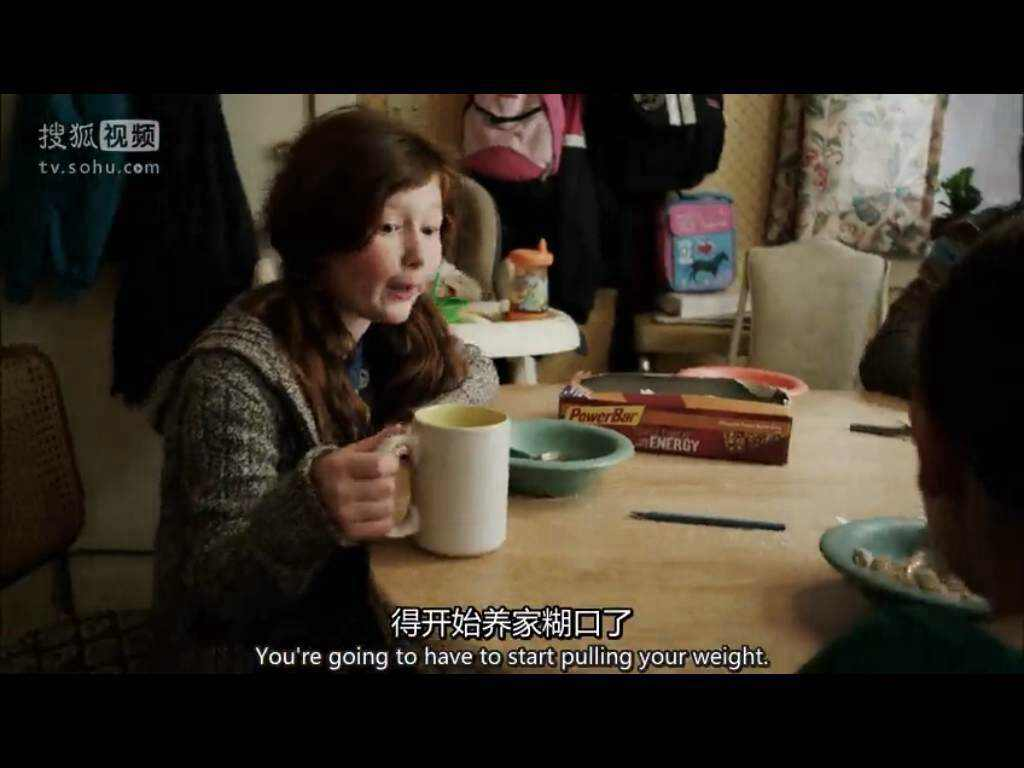 搜狐视频
tv.sohu.com
PowerBar
ENERGY
得开始养家糊口了
You're going to have to start pulling your weight.